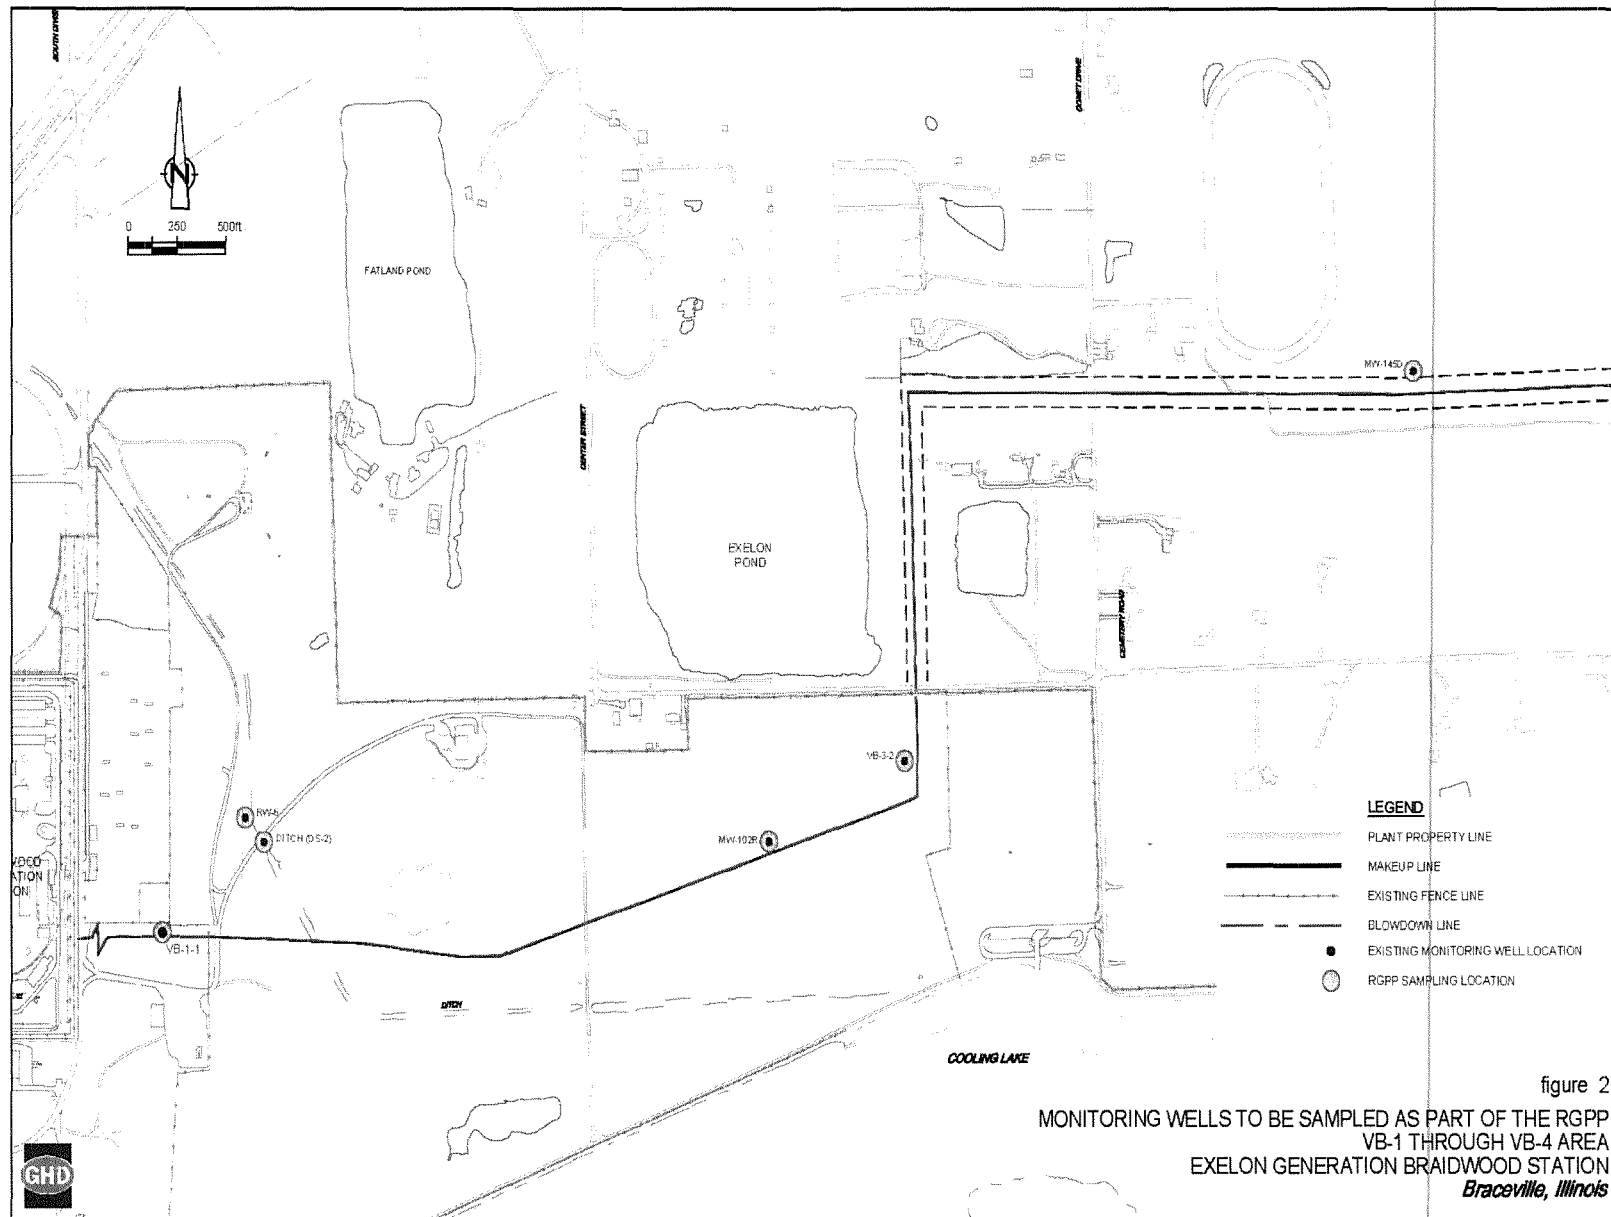 COMET DRIVE
N
0 250 500ft
FATLAND POND
MW-145D
CENTER STREET
EXELON
POND
CEMETERY ROAD
VB-3-2
RW-6
DITCH (DS-2)
MW-102R
VB-1-1
DITCH
COOLING LAKE
LEGEND
PLANT PROPERTY LINE
MAKEUP LINE
EXISTING FENCE LINE
BLOWDOWN LINE
EXISTING MONITORING WELL LOCATION
RGPP SAMPLING LOCATION
figure 2
MONITORING WELLS TO BE SAMPLED AS PART OF THE RGPP
VB-1 THROUGH VB-4 AREA
EXELON GENERATION BRAIDWOOD STATION
Braceville, Illinois
GHD